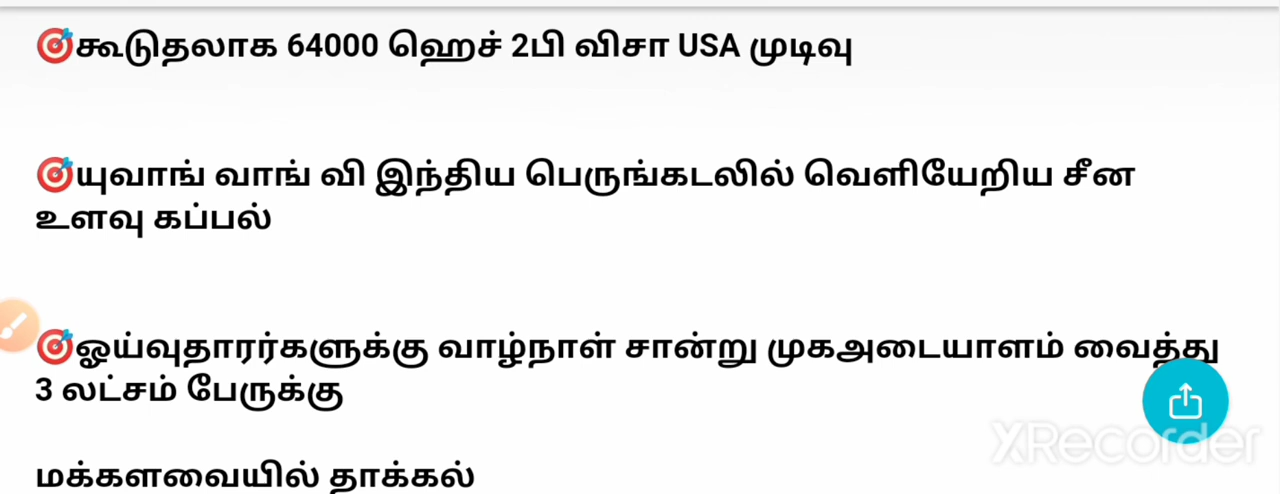 🎯கூடுதலாக 64000 ஹெச் 2பி விசா USA முடிவு
🎯யுவாங் வாங் வி இந்திய பெருங்கடலில் வெளியேறிய சீன
உளவு கப்பல்
🎯ஓய்வுதாரர்களுக்கு வாழ்நாள் சான்று முகஅடையாளம் வைத்து
3 லட்சம் பேருக்கு
XRecorder
மக்களவையில் தாக்கல்